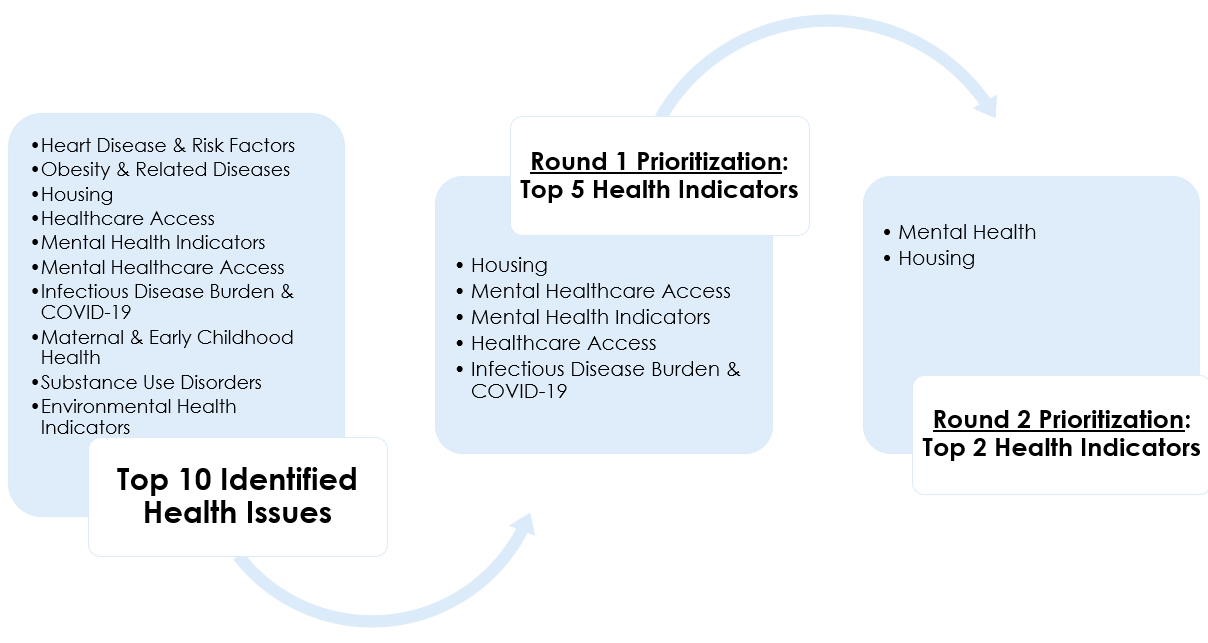 •Heart Disease & Risk Factors
•Obesity & Related Diseases
•Housing
•Healthcare Access
•Mental Health Indicators
•Mental Healthcare Access
•Infectious Disease Burden &
COVID-19
•Maternal & Early Childhood
Health
•Substance Use Disorders
•Environmental Health
Indicators
Top 10 Identified
Health Issues
Round 1 Prioritization:
Top 5 Health Indicators
• Housing
• Mental Healthcare Access
• Mental Health Indicators
• Healthcare Access
• Infectious Disease Burden &
COVID-19
• Mental Health
• Housing
Round 2 Prioritization:
Top 2 Health Indicators